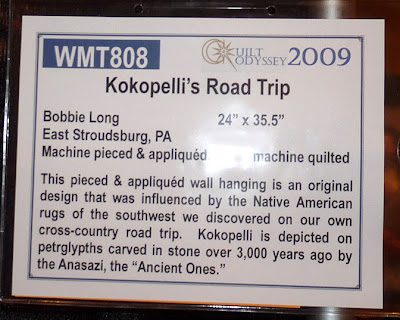 WMT808
QUILT ODYSSEY 2009
Kokopelli's Road Trip
Bobbie Long 24" x 35.5"
East Stroudsburg, PA
Machine pieced & appliquéd machine quilted
This pieced & appliquéd wall hanging is an original
design that was influenced by the Native American
rugs of the southwest we discovered on our own
cross-country road trip. Kokopelli is depicted on
petrglyphs carved in stone over 3,000 years ago by
the Anasazi, the “Ancient Ones.”